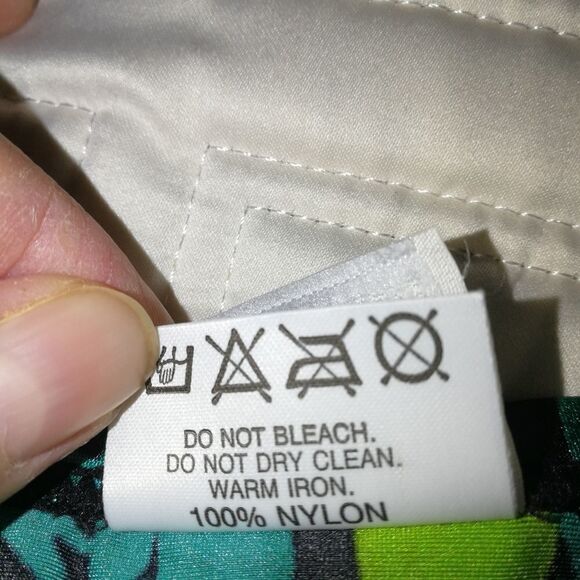 DO NOT BLEACH.
DO NOT DRY CLEAN.
WARM IRON.
100% NYLON